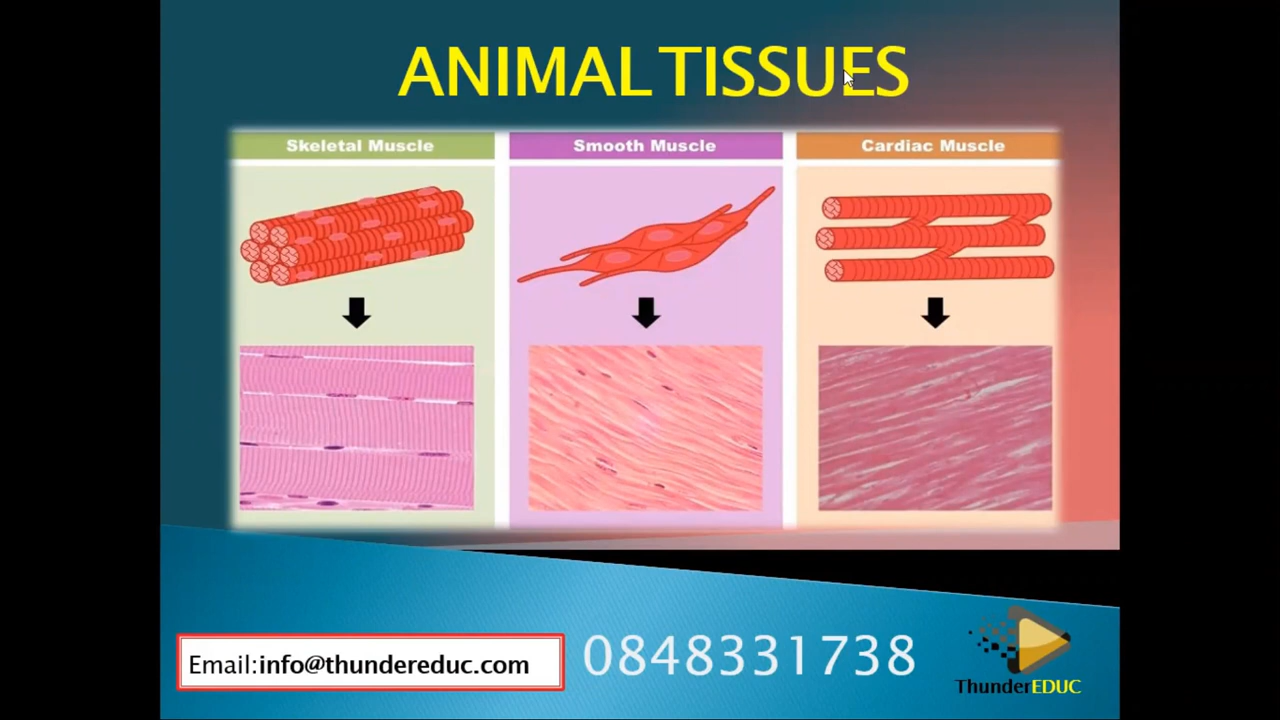 ANIMAL TISSUES
Skeletal Muscle
Smooth Muscle
Cardiac Muscle
Email:info@thundereduc.com
0848331738
ThunderEDUC